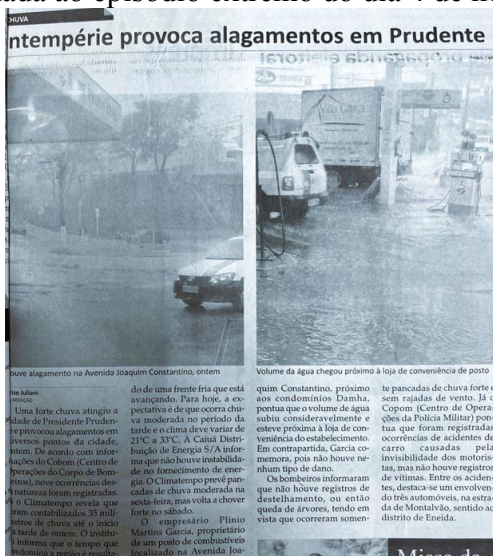 CHUVA
ntempérie provoca alagamentos em Prudente
Vale Casa
ouve alagamento na Avenida Joaquim Constantino, ontem
Volume da água chegou próximo à loja de conveniência de posto
Juliani
Uma forte chuva atingiu a
idade de Presidente Pruden-
te e provocou alagamentos em
diversos pontos da cidade,
ontem. De acordo com infor-
mações do Cobom (Centro de
Operações do Corpo de Bom-
beiros), nove ocorrências des-
natureza foram registradas.
o Climatempo revela que
ram contabilizados 35 milí-
metros de chuva até o início
tarde de ontem. O institu-
informa que o tempo que
predomina a região é resulta-
do de uma frente fria que está
avançando. Para hoje, a ex-
pectativa é de que ocorra chu-
va moderada no período da
tarde e o clima deve variar de
21°C a 33°C. A Caiuá Distri-
buição de Energia S/A infor-
ma que não houve instabilida-
de no fornecimento de ener-
gia. O Climatempo prevê pan-
cadas de chuva moderada na
sexta-feira, mas volta a chover
forte no sábado.
O empresário Plínio
Martins Garcia, proprietário
de um posto de combustíveis
localizado na Avenida Joa-
quim Constantino, próximo
aos condomínios Damha,
pontua que o volume de água
subiu consideravelmente e
esteve próxima à loja de con-
veniência do estabelecimento.
Em contrapartida, Garcia co-
memora, pois não houve ne-
nhum tipo de dano.
Os bombeiros informaram
que não houve registros de
destelhamento, ou então
queda de árvores, tendo em
vista que ocorreram somen-
te pancadas de chuva forte e
sem rajadas de vento. Já o
Copom (Centro de Opera-
ções da Polícia Militar) pon-
tua que foram registradas
ocorrências de acidentes de
carro causadas pela
invisibilidade dos motoris-
tas, mas não houve registros
de vítimas. Entre os aciden-
tes, destaca-se um envolven-
do três automóveis, na estra-
da de Montalvão, sentido ao
distrito de Eneida.